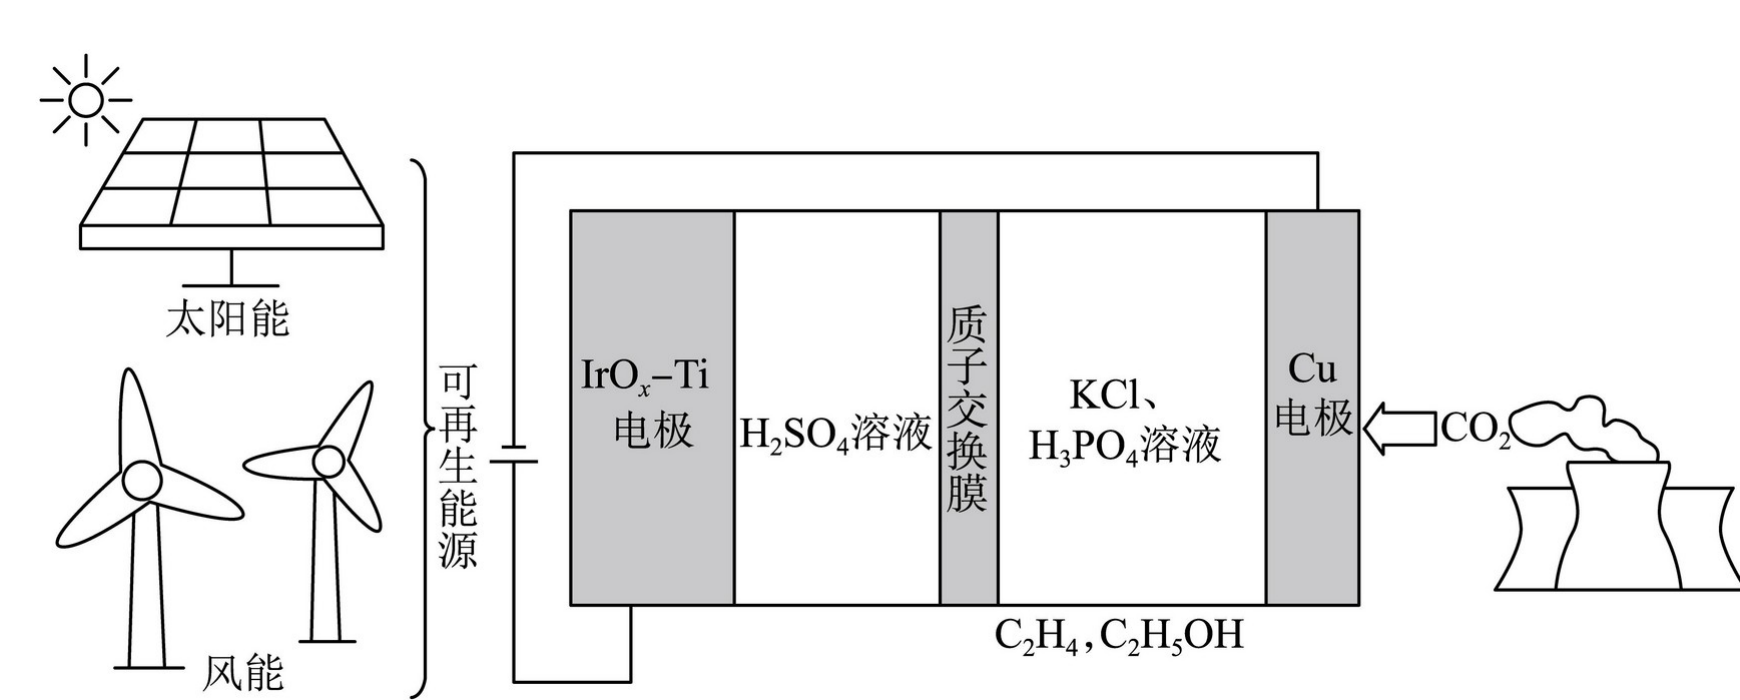 太阳能
风能
可再生能源
IrOₓ–Ti
电极
H₂SO₄溶液
质子交换膜
KCl、
H₃PO₄溶液
Cu
电极
CO₂
C₂H₄,C₂H₅OH